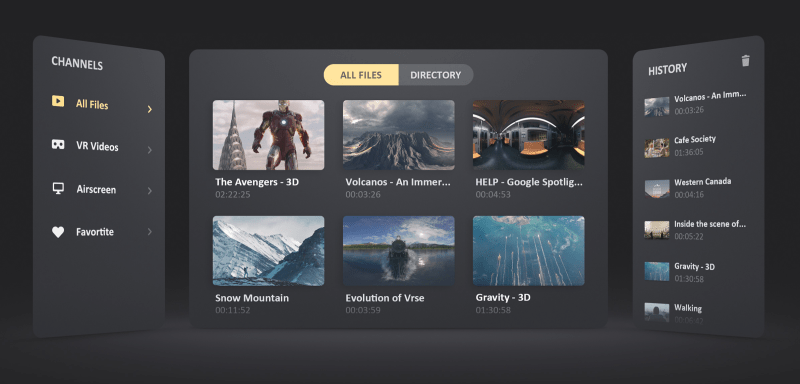 CHANNELS
All Files
VR Videos
Airscreen
Favortite
ALL FILES
DIRECTORY
The Avengers - 3D
02:22:25
Volcanos - An Immer...
00:03:26
HELP - Google Spotlig...
00:04:53
Snow Mountain
00:11:52
Evolution of Vrse
00:03:59
Gravity - 3D
01:30:58
HISTORY
Volcanos - An Imm...
00:03:26
Cafe Society
01:36:05
Western Canada
00:04:16
Inside the scene of...
00:05:22
Gravity - 3D
01:30:58
Walking